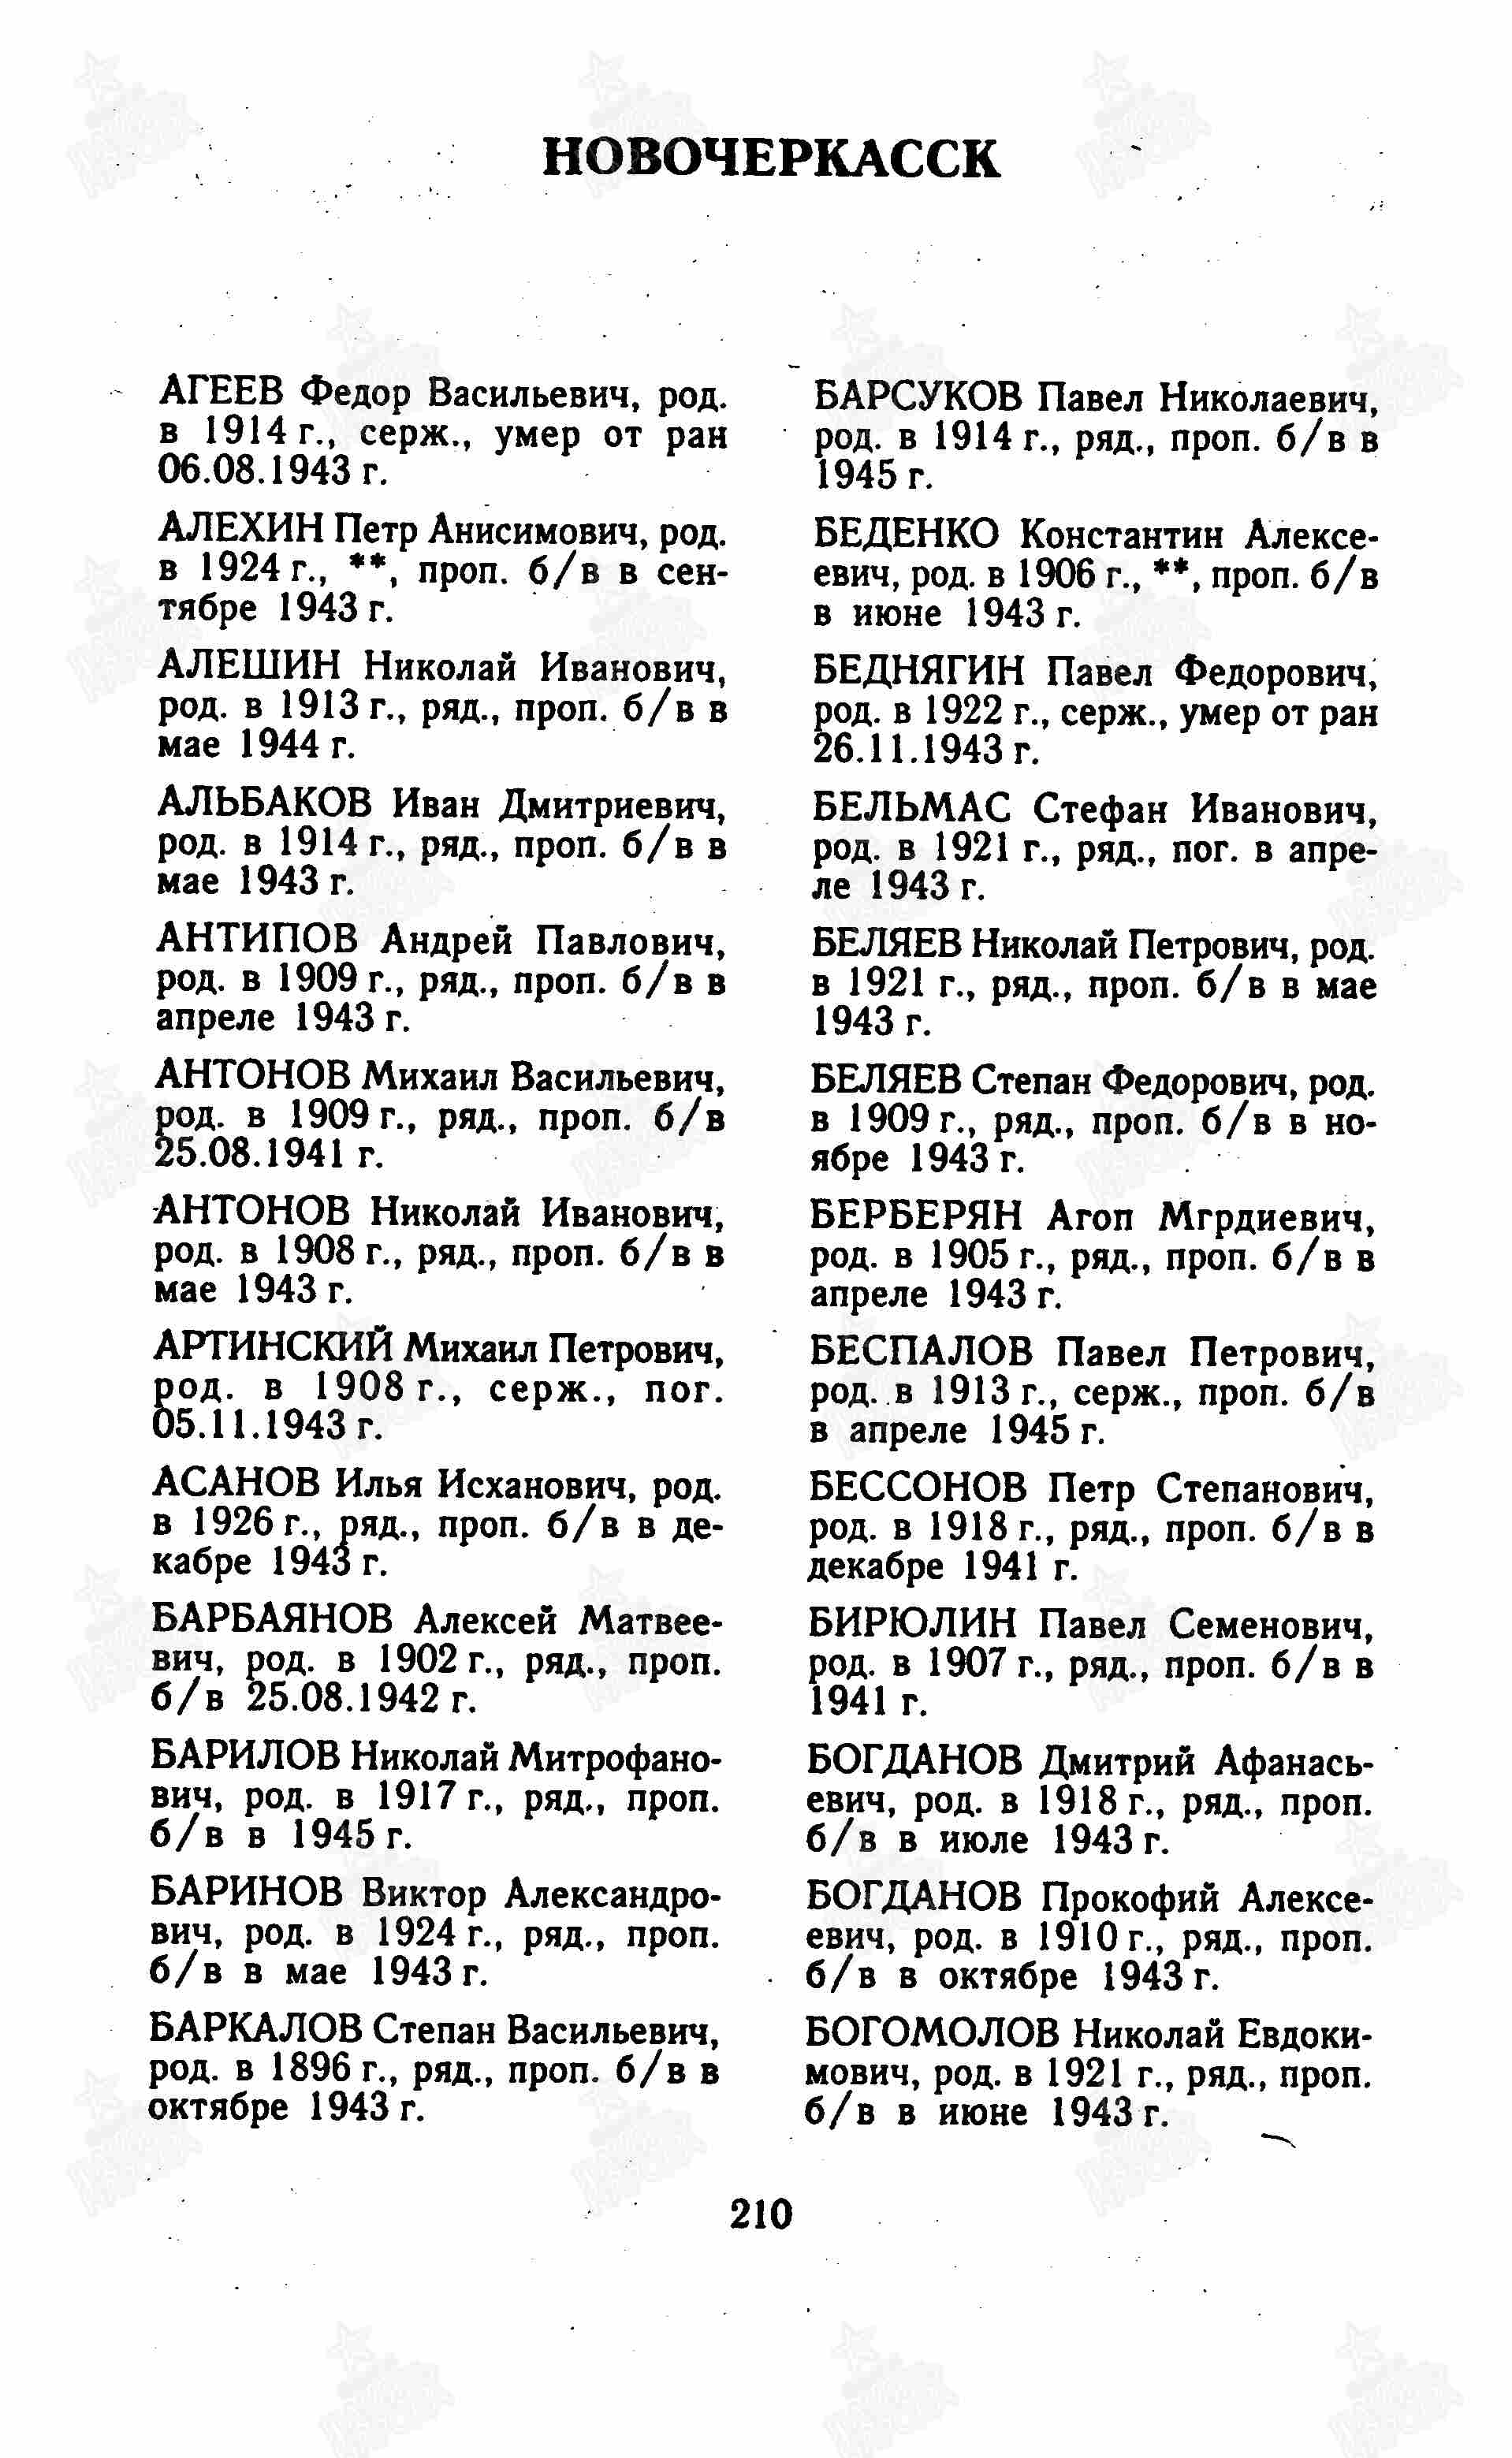 НОВОЧЕРКАССК
АГЕЕВ Федор Васильевич, род.
в 1914 г., серж., умер от ран
06.08.1943 г.
АЛЕХИН Петр Анисимович, род.
в 1924 г., **, проп. б/в в сен-
тябре 1943 г.
АЛЕШИН Николай Иванович,
род. в 1913 г., ряд., проп. б/в в
мае 1944 г.
АЛЬБАКОВ Иван Дмитриевич,
род. в 1914 г., ряд., проп. б/в в
мае 1943 г.
АНТИПОВ Андрей Павлович,
род. в 1909 г., ряд., проп. б/в в
апреле 1943 г.
АНТОНОВ Михаил Васильевич,
род. в 1909 г., ряд., проп. б/в
25.08.1941 г.
АНТОНОВ Николай Иванович,
род. в 1908 г., ряд., проп. б/в в
мае 1943 г.
АРТИНСКИЙ Михаил Петрович,
род. в 1908 г., серж., пог.
05.11.1943 г.
АСАНОВ Илья Исханович, род.
в 1926 г., ряд., проп. б/в в де-
кабре 1943 г.
БАРБАЯНОВ Алексей Матвее-
вич, род. в 1902 г., ряд., проп.
б/в 25.08.1942 г.
БАРИЛОВ Николай Митрофано-
вич, род. в 1917 г., ряд., проп.
б/в в 1945 г.
БАРИНОВ Виктор Александро-
вич, род. в 1924 г., ряд., проп.
б/в в мае 1943 г.
БАРКАЛОВ Степан Васильевич,
род. в 1896 г., ряд., проп. б/в в
октябре 1943 г.
БАРСУКОВ Павел Николаевич,
род. в 1914 г., ряд., проп. б/в в
1945 г.
БЕДЕНКО Константин Алексе-
евич, род. в 1906 г., **, проп. б/в
в июне 1943 г.
БЕДНЯГИН Павел Федорович,
род. в 1922 г., серж., умер от ран
26.11.1943 г.
БЕЛЬМАС Стефан Иванович,
род. в 1921 г., ряд., пог. в апре-
ле 1943 г.
БЕЛЯЕВ Николай Петрович, род.
в 1921 г., ряд., проп. б/в в мае
1943 г.
БЕЛЯЕВ Степан Федорович, род.
в 1909 г., ряд., проп. б/в в но-
ябре 1943 г.
БЕРБЕРЯН Агоп Мгрдиевич,
род. в 1905 г., ряд., проп. б/в в
апреле 1943 г.
БЕСПАЛОВ Павел Петрович,
род. в 1913 г., серж., проп. б/в
в апреле 1945 г.
БЕССОНОВ Петр Степанович,
род. в 1918 г., ряд., проп. б/в в
декабре 1941 г.
БИРЮЛИН Павел Семенович,
род. в 1907 г., ряд., проп. б/в в
1941 г.
БОГДАНОВ Дмитрий Афанась-
евич, род. в 1918 г., ряд., проп.
б/в в июле 1943 г.
БОГДАНОВ Прокофий Алексе-
евич, род. в 1910 г., ряд., проп.
б/в в октябре 1943 г.
БОГОМОЛОВ Николай Евдоки-
мович, род. в 1921 г., ряд., проп.
б/в в июне 1943 г.
210